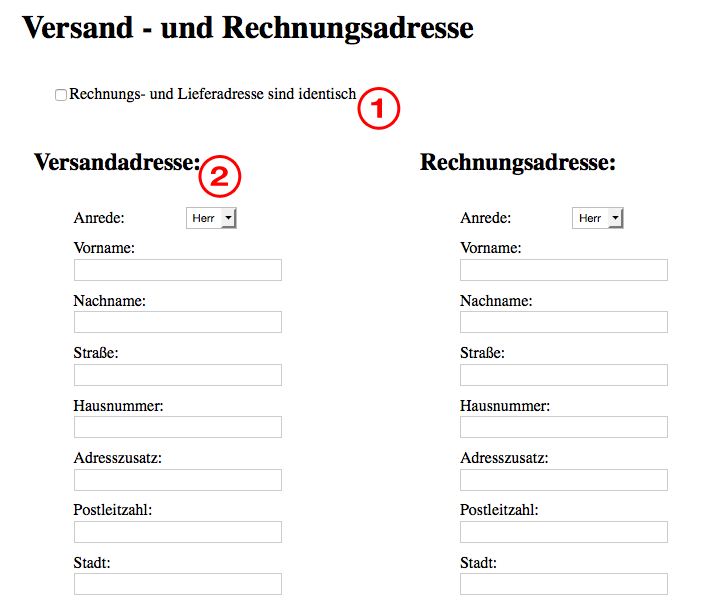 Versand - und Rechnungsadresse
Rechnungs- und Lieferadresse sind identisch
1
Versandadresse:
2
Anrede: Herr
Vorname:
Nachname:
Straße:
Hausnummer:
Adresszusatz:
Postleitzahl:
Stadt:
Rechnungsadresse:
Anrede: Herr
Vorname:
Nachname:
Straße:
Hausnummer:
Adresszusatz:
Postleitzahl:
Stadt: